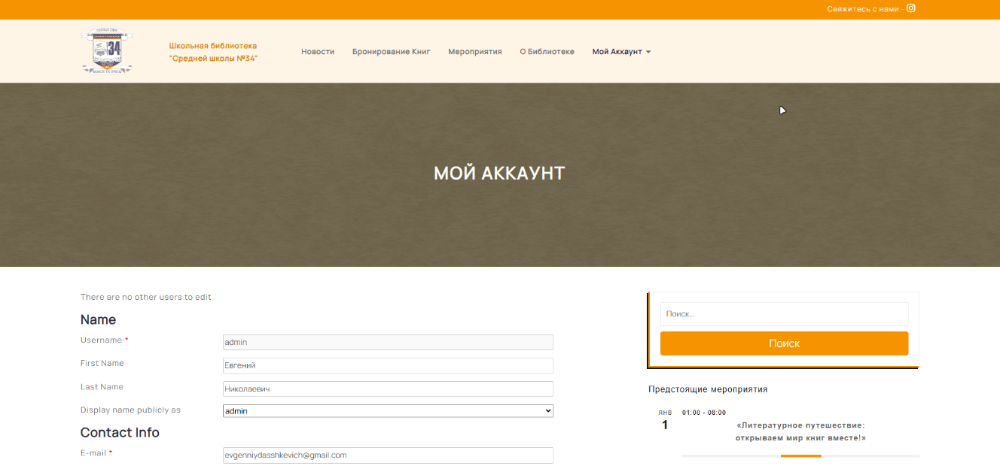 Свяжитесь с нами -
34
Школьная библиотека
"Средней школы №34"
Новости
Бронирование Книг
Мероприятия
О Библиотеке
Мой Аккаунт
МОЙ АККАУНТ
There are no other users to edit
Name
Username *
admin
First Name
Евгений
Last Name
Николаевич
Display name publicly as
admin
Contact Info
E-mail *
evgenniydasshkevich@gmail.com
Поиск...
Поиск
Предстоящие мероприятия
ЯНВ
1
01:00 - 08:00
«Литературное путешествие:
открываем мир книг вместе!»